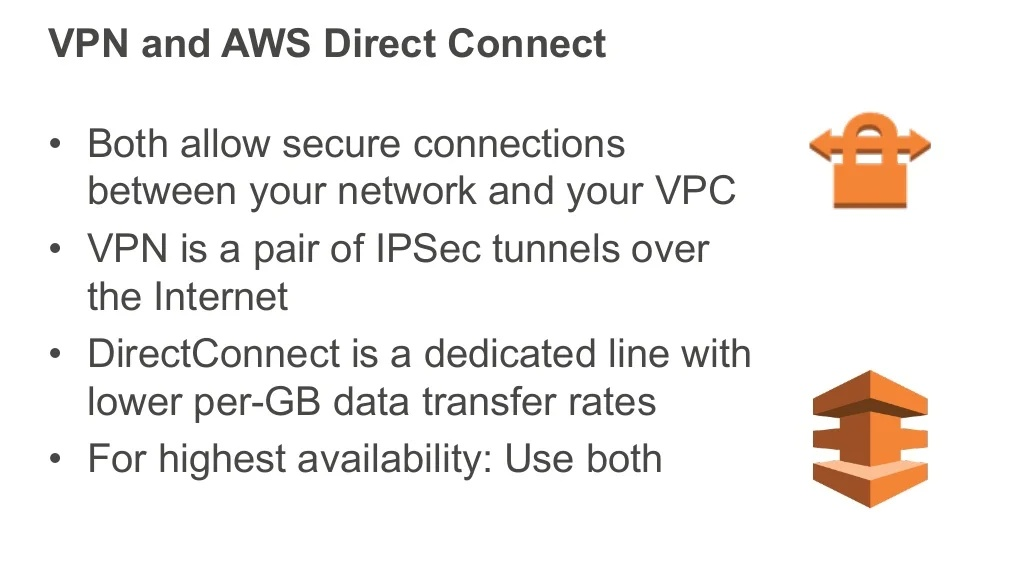 VPN and AWS Direct Connect
• Both allow secure connections
between your network and your VPC
• VPN is a pair of IPSec tunnels over
the Internet
• DirectConnect is a dedicated line with
lower per-GB data transfer rates
• For highest availability: Use both